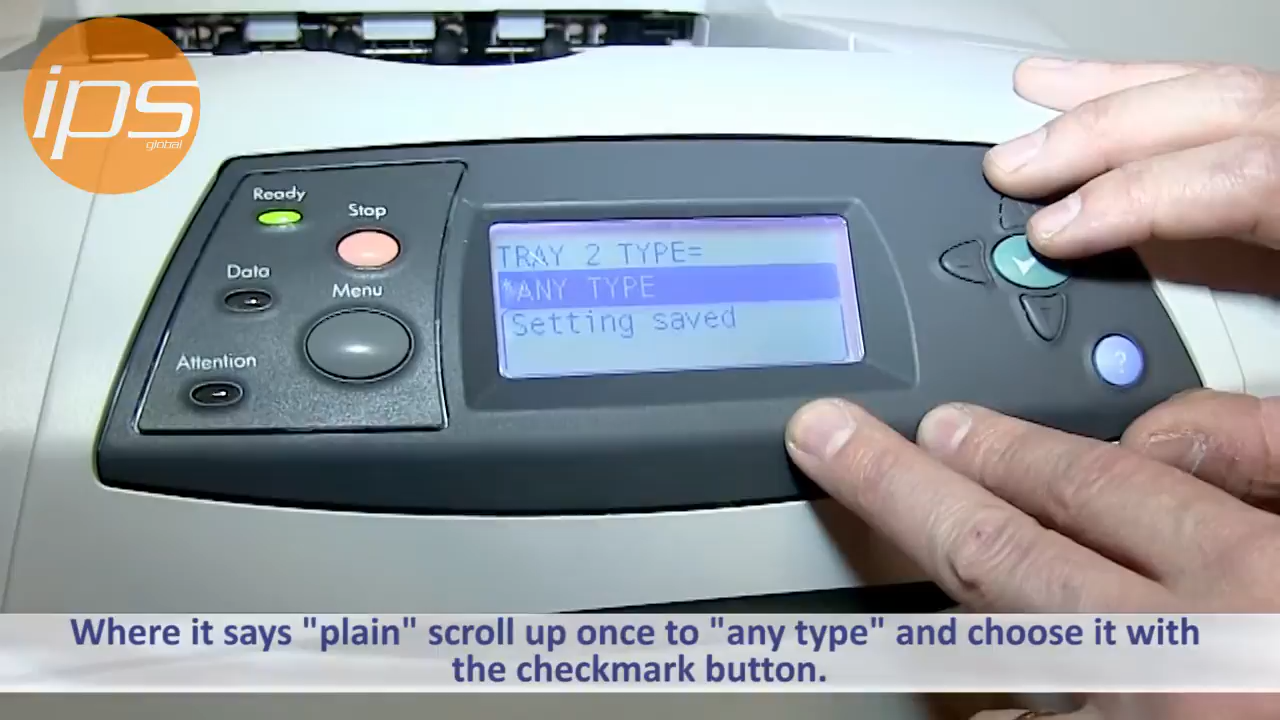 ips
global
Ready
Stop
Data
Menu
Attention
TRAY 2 TYPE=
*ANY TYPE
Setting saved
?
Where it says "plain" scroll up once to "any type" and choose it with
the checkmark button.